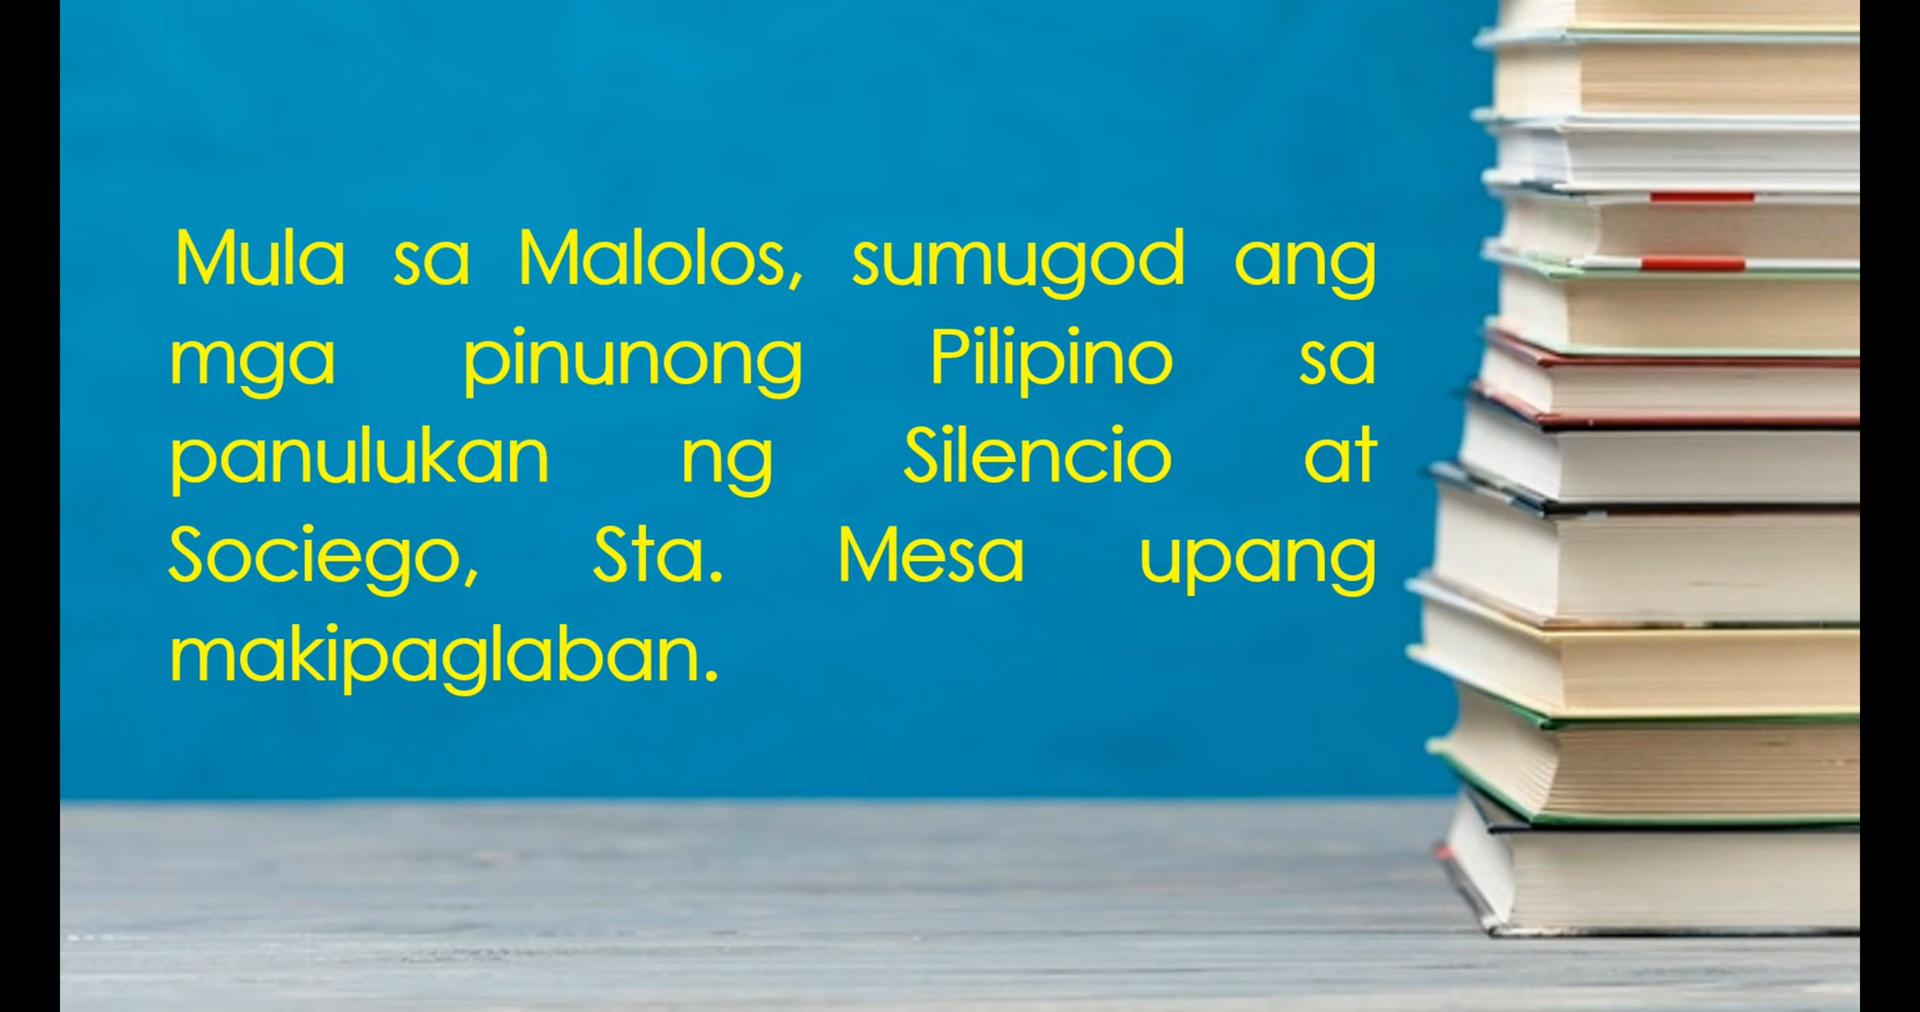 Mula sa Malolos, sumugod ang
mga pinunong Pilipino sa
panulukan ng Silencio at
Sociego, Sta. Mesa upang
makipaglaban.